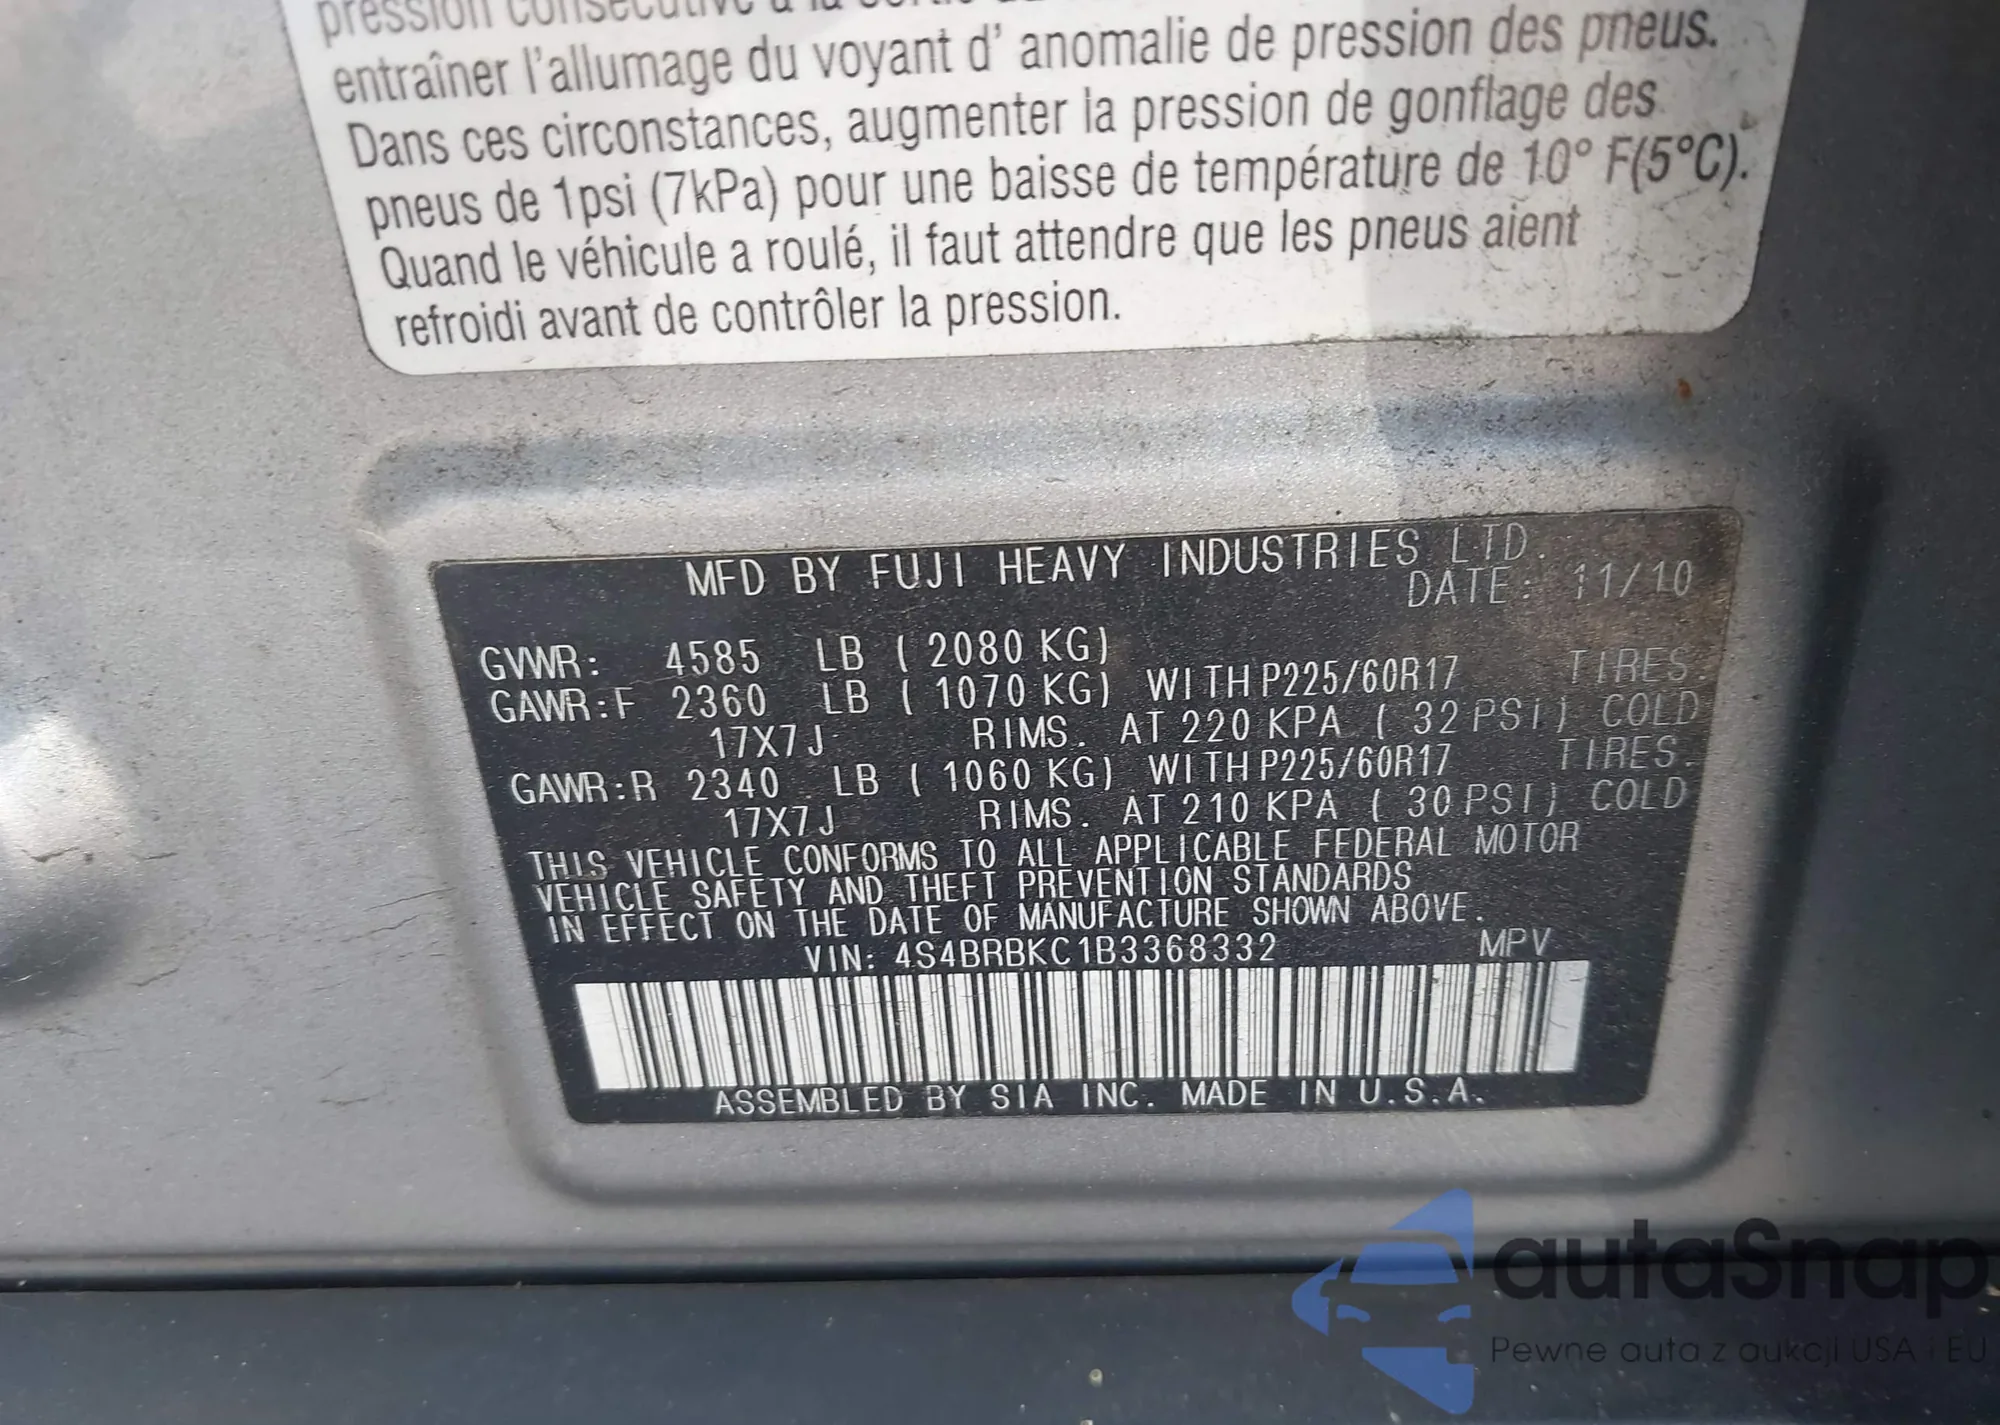 pression consécutive à la sortie du
entraîner l'allumage du voyant d' anomalie de pression des pneus.
Dans ces circonstances, augmenter la pression de gonflage des
pneus de 1psi (7kPa) pour une baisse de température de 10° F(5°C).
Quand le véhicule a roulé, il faut attendre que les pneus aient
refroidi avant de contrôler la pression.
MFD BY FUJI HEAVY INDUSTRIES LTD.
DATE: 11/10
GVWR: 4585 LB ( 2080 KG)
GAWR:F 2360 LB ( 1070 KG) WITH P225/60R17 TIRES.
17X7J RIMS. AT 220 KPA ( 32 PSI) COLD
GAWR:R 2340 LB ( 1060 KG) WITH P225/60R17 TIRES.
17X7J RIMS. AT 210 KPA ( 30 PSI) COLD
THIS VEHICLE CONFORMS TO ALL APPLICABLE FEDERAL MOTOR
VEHICLE SAFETY AND THEFT PREVENTION STANDARDS
IN EFFECT ON THE DATE OF MANUFACTURE SHOWN ABOVE.
VIN: 4S4BRBKC1B3368332 MPV
ASSEMBLED BY SIA INC. MADE IN U.S.A.
autoSnap
Pewne auta z aukcji USA i EU